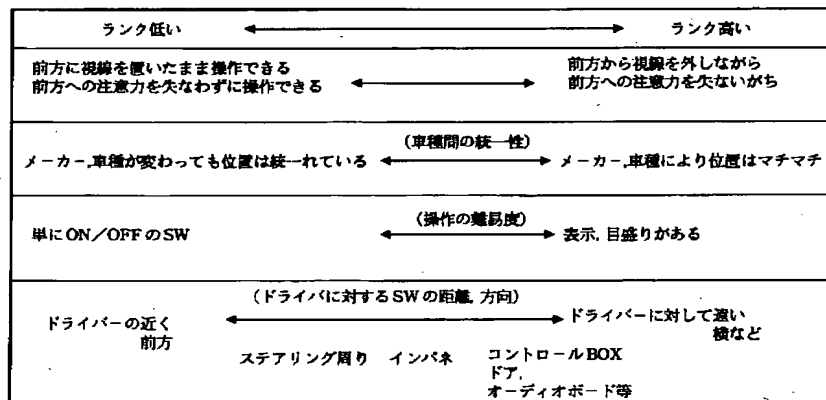 ランク低い ランク高い
前方に視線を置いたまま操作できる
前方への注意力を失なわずに操作できる
前方から視線を外しながら
前方への注意力を失ないがち
(車種間の統一性)
メーカー,車種が変わっても位置は統一れている メーカー,車種により位置はマチマチ
(操作の難易度)
単にON/OFFのSW 表示,目盛りがある
(ドライバに対するSWの距離,方向)
ドライバーの近く
前方
ドライバーに対して遠い
横など
ステアリング周り インパネ
コントロールBOX
ドア,
オーディオボード等